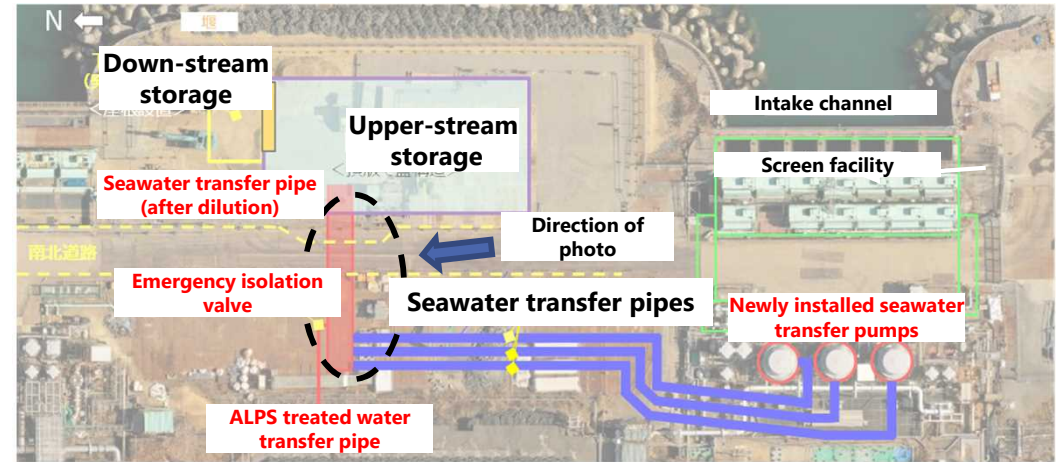 N
堰
Down-stream
storage
Upper-stream
storage
Intake channel
Screen facility
Seawater transfer pipe
(after dilution)
Direction of
photo
南北道路
Emergency isolation
valve
Seawater transfer pipes
Newly installed seawater
transfer pumps
ALPS treated water
transfer pipe